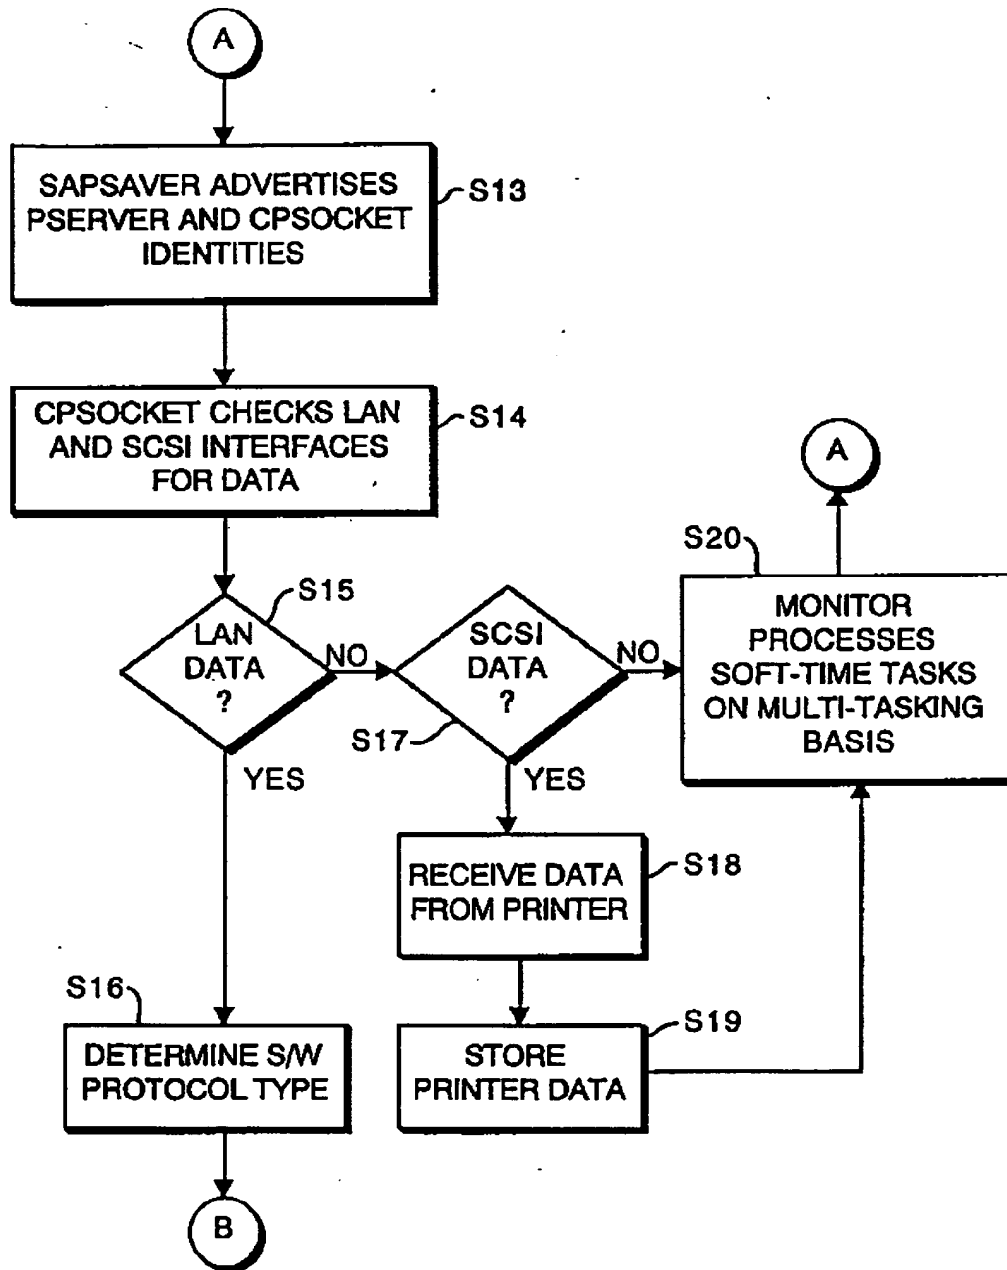 A
SAPSAVER ADVERTISES
PSERVER AND CPSOCKET
IDENTITIES
S13
CPSOCKET CHECKS LAN
AND SCSI INTERFACES
FOR DATA
S14
A
S20
MONITOR
PROCESSES
SOFT-TIME TASKS
ON MULTI-TASKING
BASIS
S15
LAN
DATA
?
NO
YES
SCSI
DATA
?
NO
S17
YES
RECEIVE DATA
FROM PRINTER
S18
S16
DETERMINE S/W
PROTOCOL TYPE
STORE
PRINTER DATA
S19
B